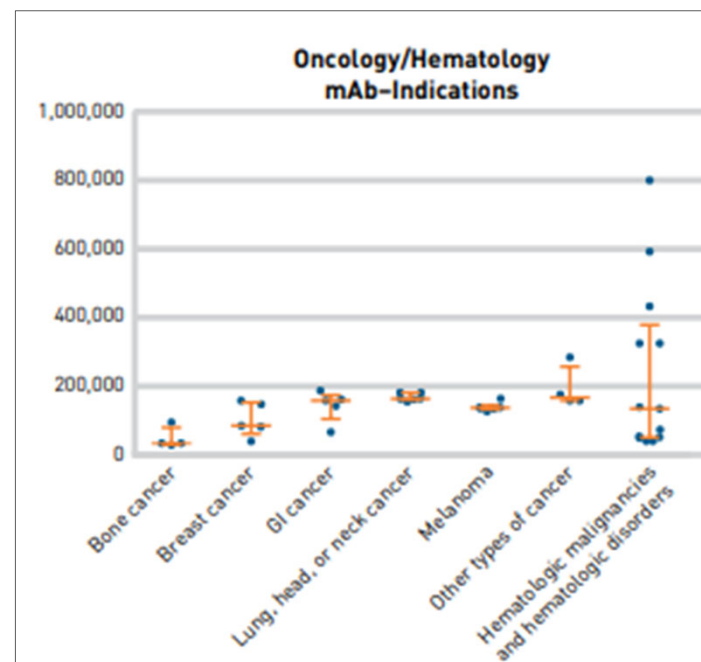 Oncology/Hematology
mAb–Indications
1,000,000
800,000
600,000
400,000
200,000
0
Bone cancer
Breast cancer
GI cancer
Lung, head, or neck cancer
Melanoma
Other types of cancer
Hematologic malignancies
and hematologic disorders